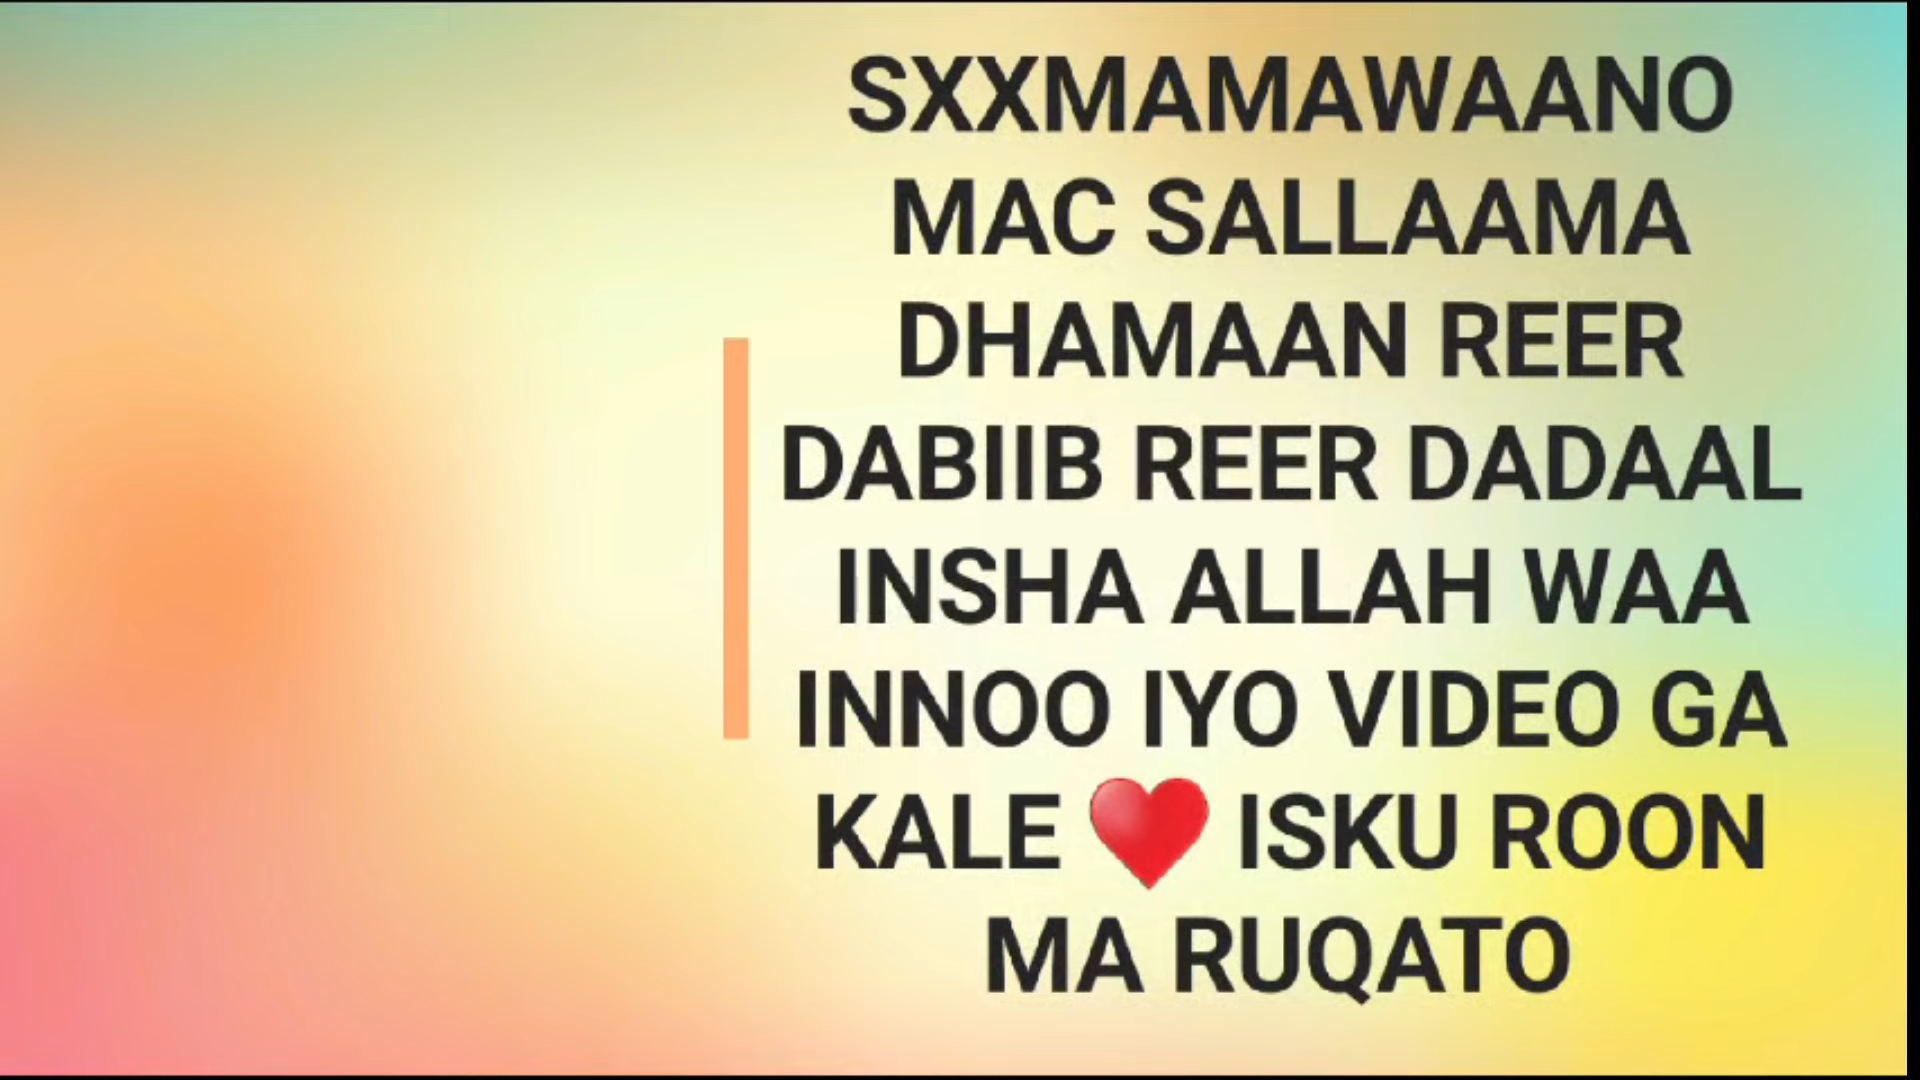 SXXMAMAWAANO
MAC SALLAAMA
DHAMAAN REER
DABIIB REER DADAAL
INSHA ALLAH WAA
INNOO IYO VIDEO GA
KALE ♥️ ISKU ROON
MA RUQATO